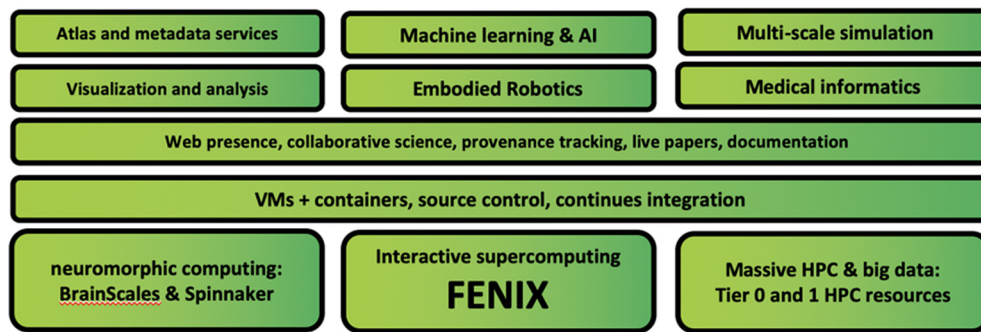 Atlas and metadata services
Machine learning & AI
Multi-scale simulation
Visualization and analysis
Embodied Robotics
Medical informatics
Web presence, collaborative science, provenance tracking, live papers, documentation
VMs + containers, source control, continues integration
neuromorphic computing:
BrainScales & Spinnaker
Interactive supercomputing
FENIX
Massive HPC & big data:
Tier 0 and 1 HPC resources